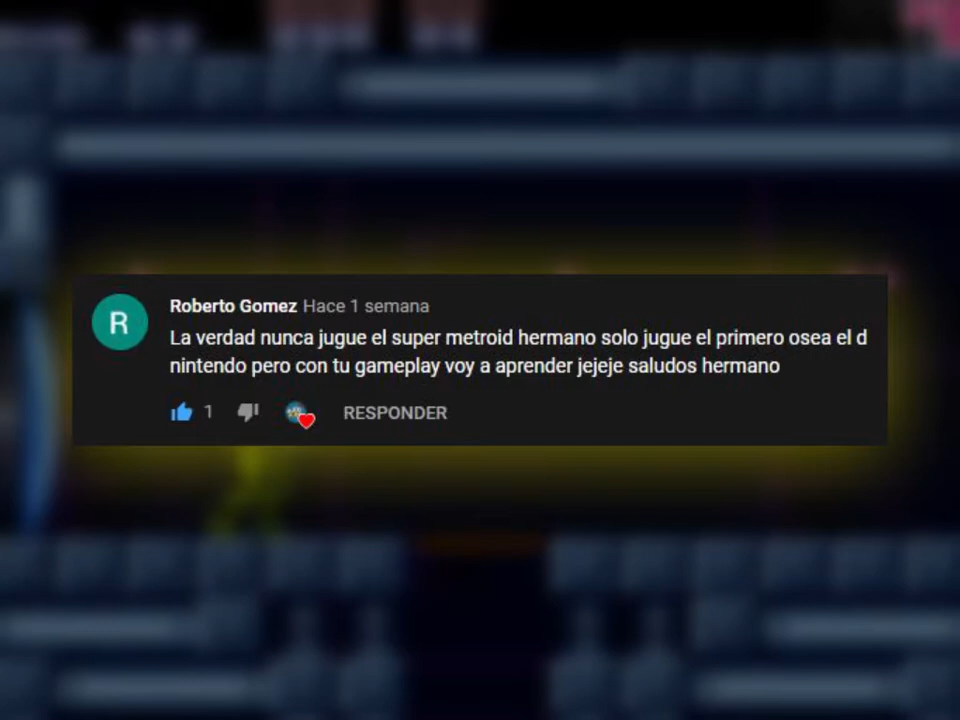 R
Roberto Gomez Hace 1 semana
La verdad nunca jugue el super metroid hermano solo jugue el primero osea el d
nintendo pero con tu gameplay voy a aprender jejeje saludos hermano
1 RESPONDER